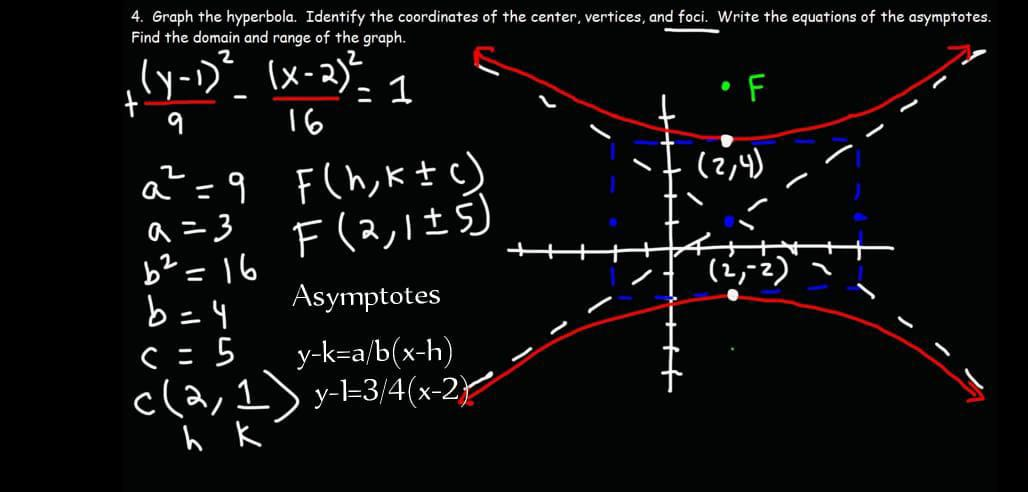 4. Graph the hyperbola. Identify the coordinates of the center, vertices, and foci. Write the equations of the asymptotes.
Find the domain and range of the graph.
+(y-1)²/9 - (x-2)²/16 = 1
a² = 9
a = 3
b² = 16
b = 4
c = 5
c(2, 1)
h k
F(h, k ± c)
F(2, 1 ± 5)
Asymptotes
y-k=a/b(x-h)
y-1=3/4(x-2)
F
(2,4)
(2,-2)